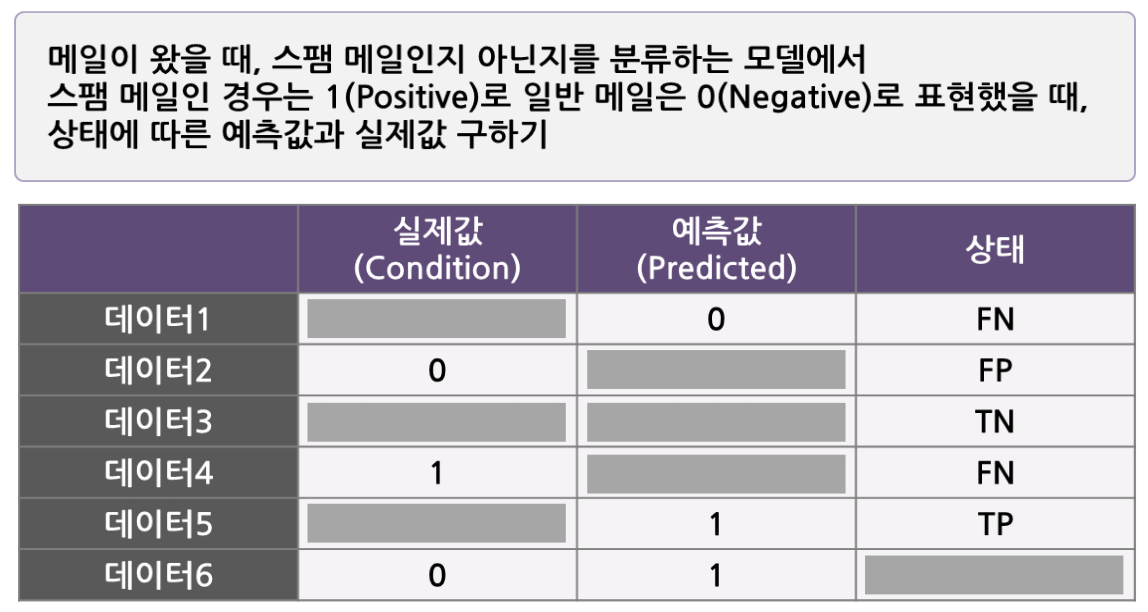 메일이 왔을 때, 스팸 메일인지 아닌지를 분류하는 모델에서
스팸 메일인 경우는 1(Positive)로 일반 메일은 0(Negative)로 표현했을 때,
상태에 따른 예측값과 실제값 구하기
실제값 (Condition) 예측값 (Predicted) 상태
데이터1 0 FN
데이터2 0 FP
데이터3 TN
데이터4 1 FN
데이터5 1 TP
데이터6 0 1